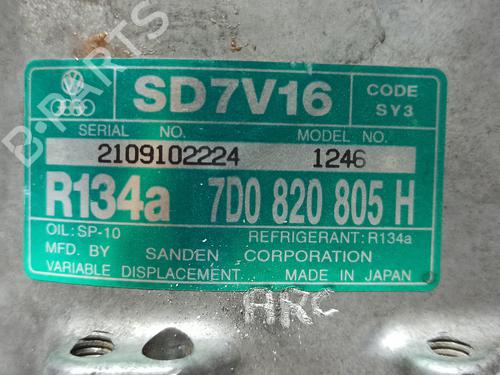 SD7V16
CODE
SY3
SERIAL NO. MODEL NO.
2109102224 1246
R134a 7D0 820 805 H
OIL:SP-10 REFRIGERANT:R134a
MFD. BY SANDEN CORPORATION
VARIABLE DISPLACEMENT MADE IN JAPAN
ARC
B-PARTS